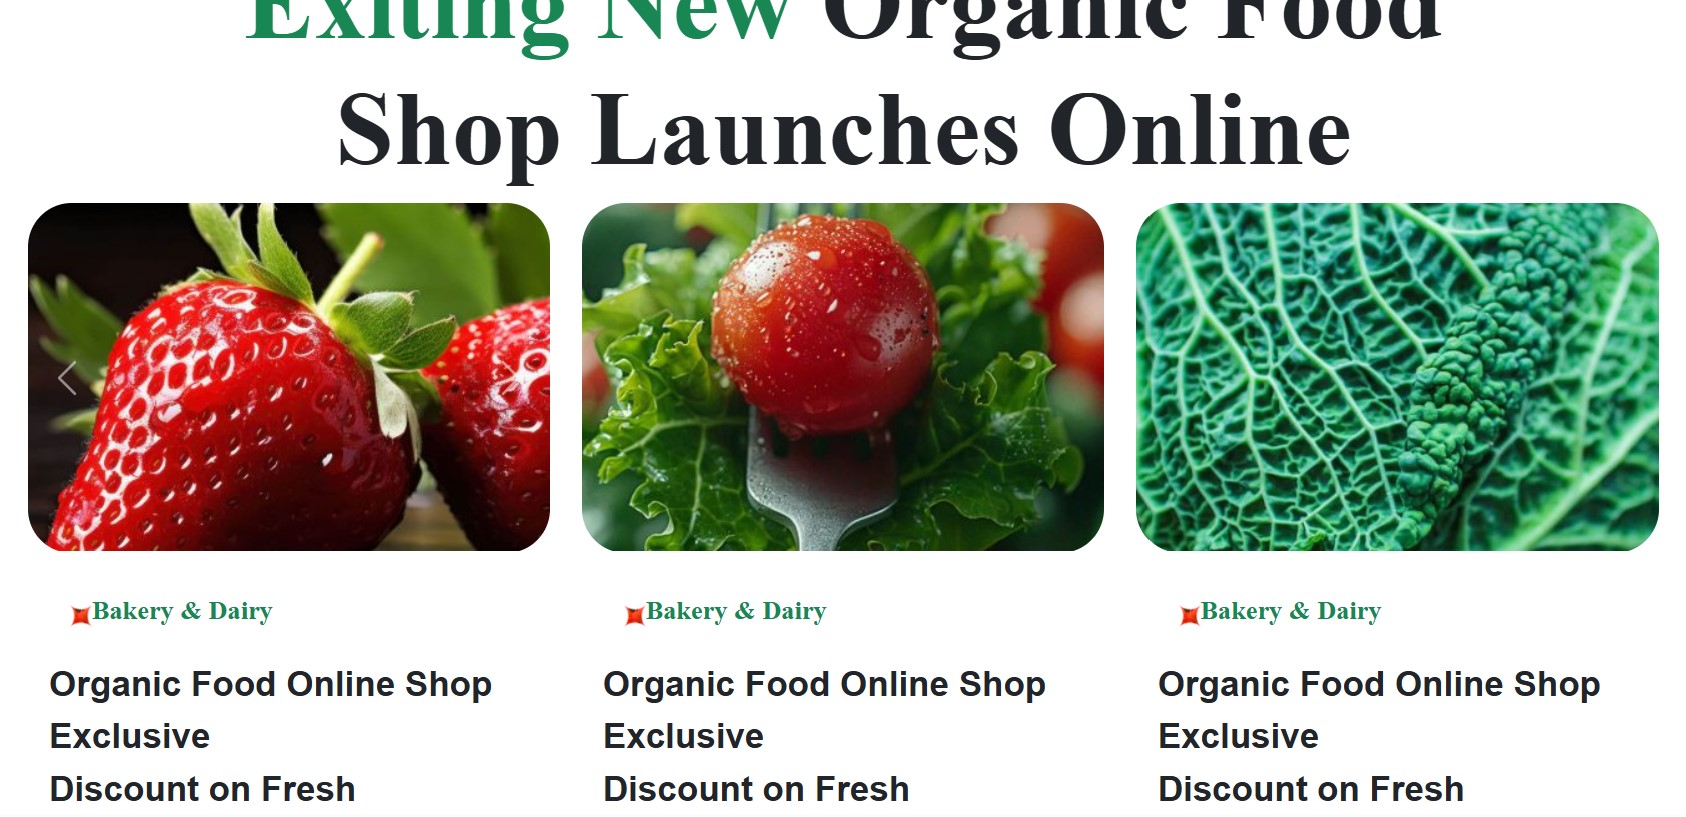 Exiting New Organic Food
Shop Launches Online
Bakery & Dairy
Organic Food Online Shop
Exclusive
Discount on Fresh
Bakery & Dairy
Organic Food Online Shop
Exclusive
Discount on Fresh
Bakery & Dairy
Organic Food Online Shop
Exclusive
Discount on Fresh